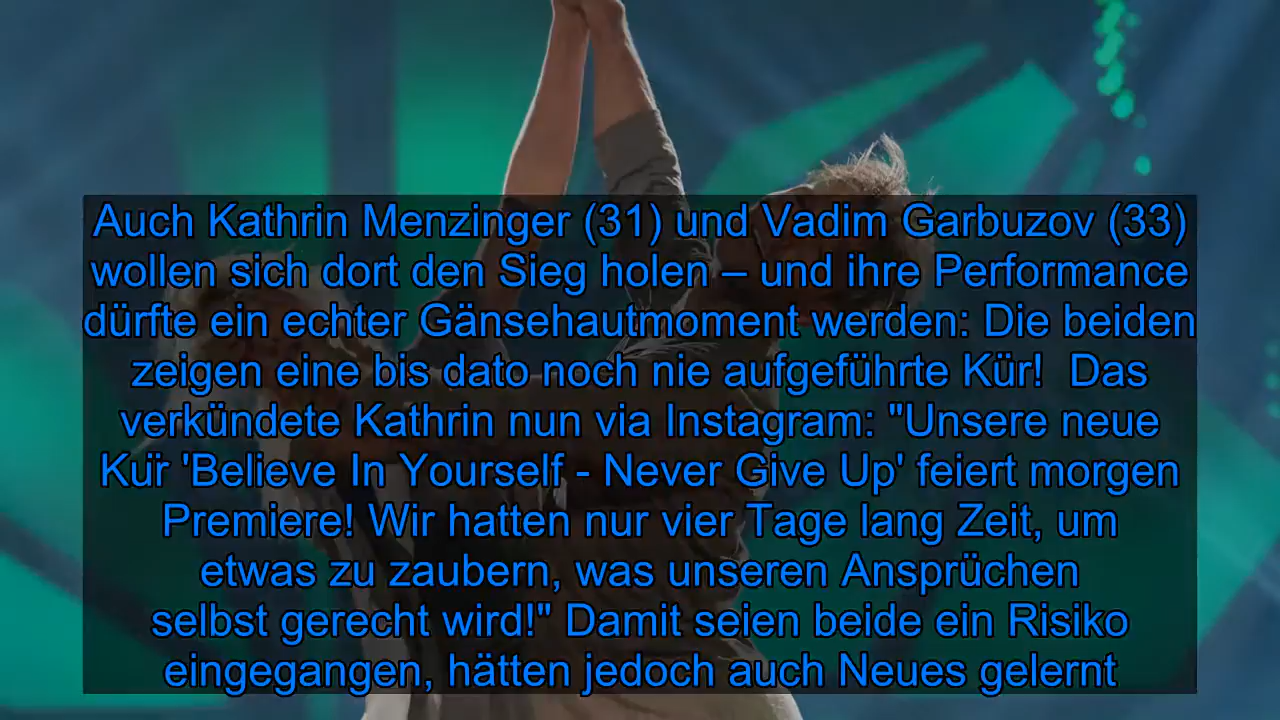 Auch Kathrin Menzinger (31) und Vadim Garbuzov (33)
wollen sich dort den Sieg holen – und ihre Performance
dürfte ein echter Gänsehautmoment werden: Die beiden
zeigen eine bis dato noch nie aufgeführte Kür!  Das
verkündete Kathrin nun via Instagram: "Unsere neue
Kür 'Believe In Yourself - Never Give Up' feiert morgen
Premiere! Wir hatten nur vier Tage lang Zeit, um
etwas zu zaubern, was unseren Ansprüchen
selbst gerecht wird!" Damit seien beide ein Risiko
eingegangen, hätten jedoch auch Neues gelernt